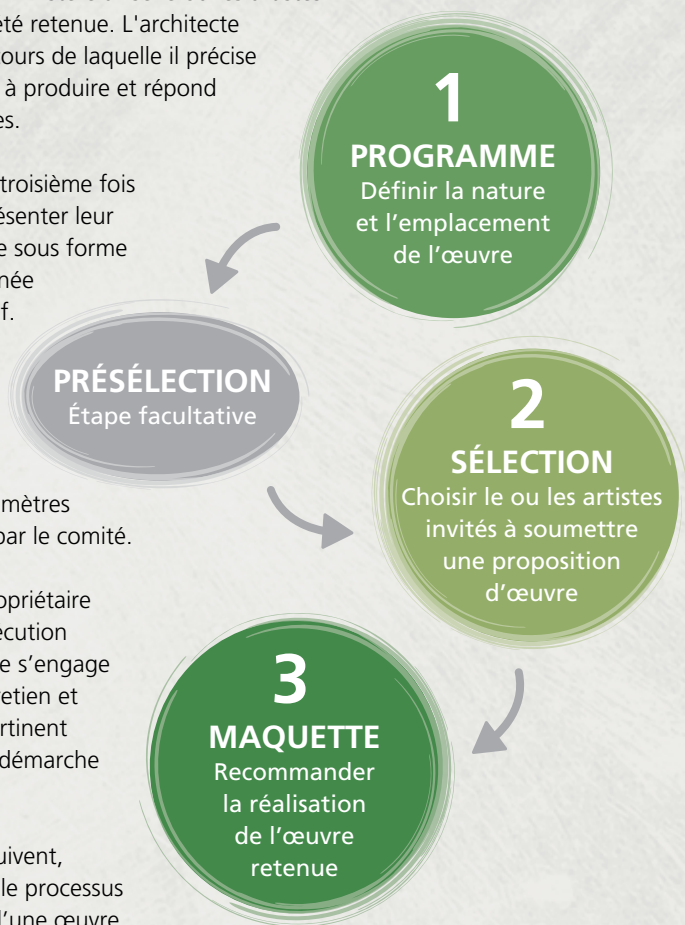 été retenue. L'architecte
ours de laquelle il précise
à produire et répond
es.
troisième fois
ésenter leur
e sous forme
née
f.
mètres
par le comité.
opriétaire
écution
e s’engage
retien et
rtinent
démarche
uivent,
le processus
d’une œuvre
1
PROGRAMME
Définir la nature
et l’emplacement
de l’œuvre
PRÉSÉLECTION
Étape facultative
2
SÉLECTION
Choisir le ou les artistes
invités à soumettre
une proposition
d’œuvre
3
MAQUETTE
Recommander
la réalisation
de l’œuvre
retenue